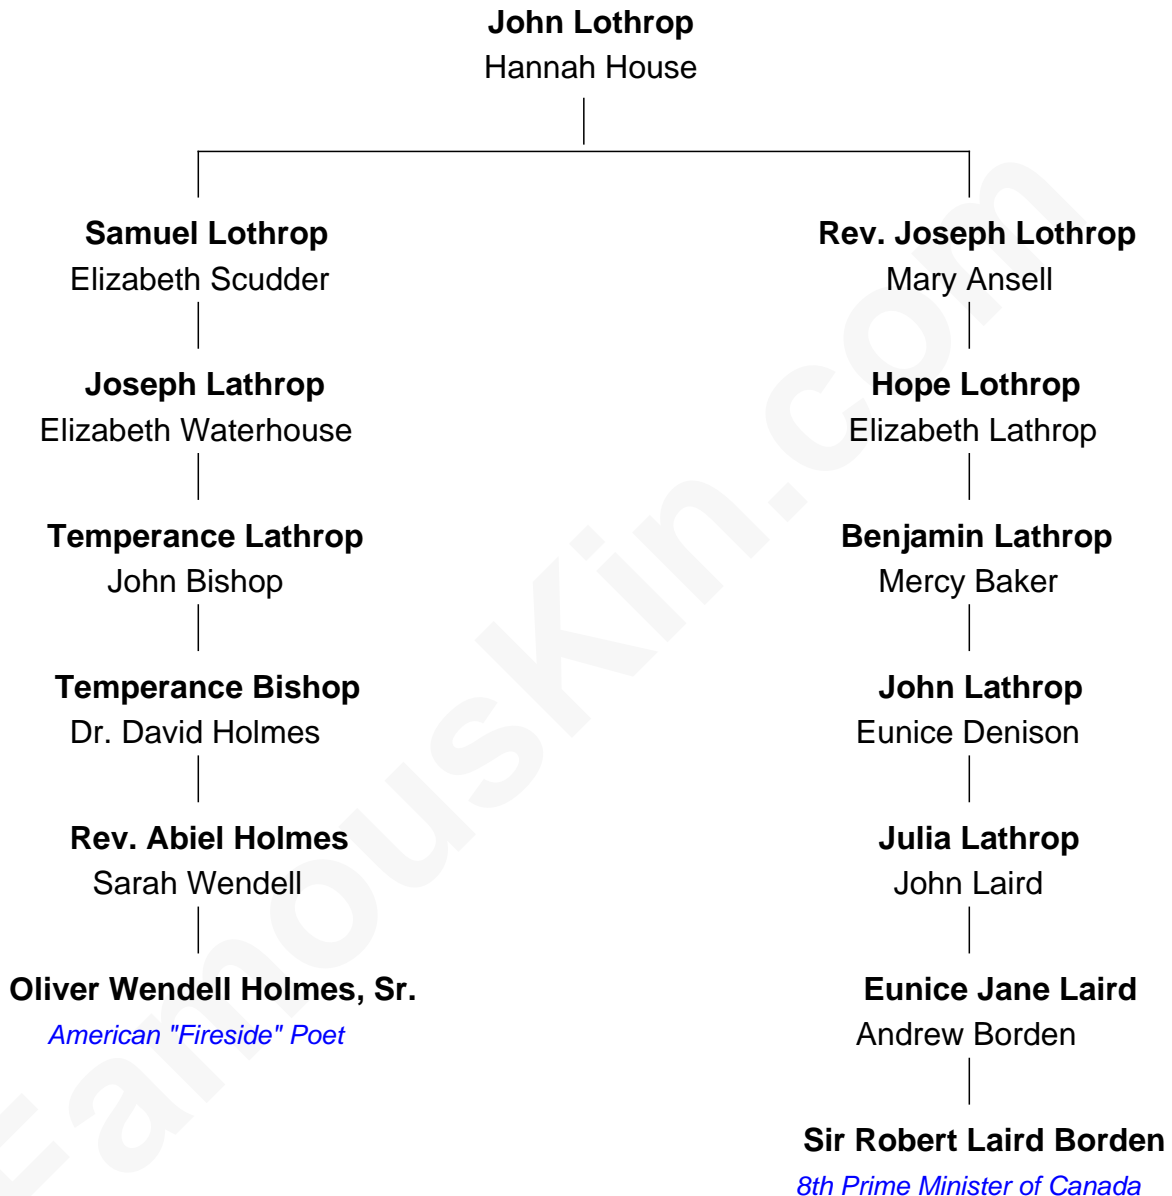 John Lothrop
Hannah House
Samuel Lothrop
Elizabeth Scudder
Joseph Lathrop
Elizabeth Waterhouse
Temperance Lathrop
John Bishop
Temperance Bishop
Dr. David Holmes
Rev. Abiel Holmes
Sarah Wendell
Oliver Wendell Holmes, Sr.
American "Fireside" Poet
Rev. Joseph Lothrop
Mary Ansell
Hope Lothrop
Elizabeth Lathrop
Benjamin Lathrop
Mercy Baker
John Lathrop
Eunice Denison
Julia Lathrop
John Laird
Eunice Jane Laird
Andrew Borden
Sir Robert Laird Borden
8th Prime Minister of Canada
FamousKin.com